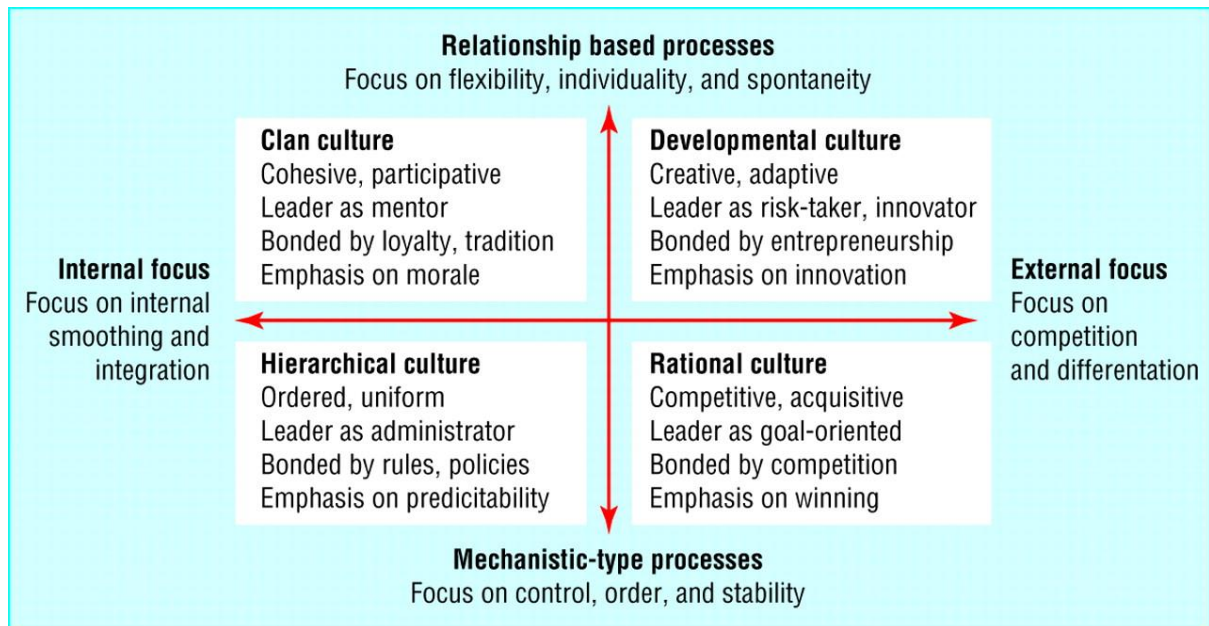 Relationship based processes
Focus on flexibility, individuality, and spontaneity
Clan culture
Cohesive, participative
Leader as mentor
Bonded by loyalty, tradition
Emphasis on morale
Developmental culture
Creative, adaptive
Leader as risk-taker, innovator
Bonded by entrepreneurship
Emphasis on innovation
Internal focus
Focus on internal
smoothing and
integration
External focus
Focus on
competition
and differentation
Hierarchical culture
Ordered, uniform
Leader as administrator
Bonded by rules, policies
Emphasis on predicitability
Rational culture
Competitive, acquisitive
Leader as goal-oriented
Bonded by competition
Emphasis on winning
Mechanistic-type processes
Focus on control, order, and stability